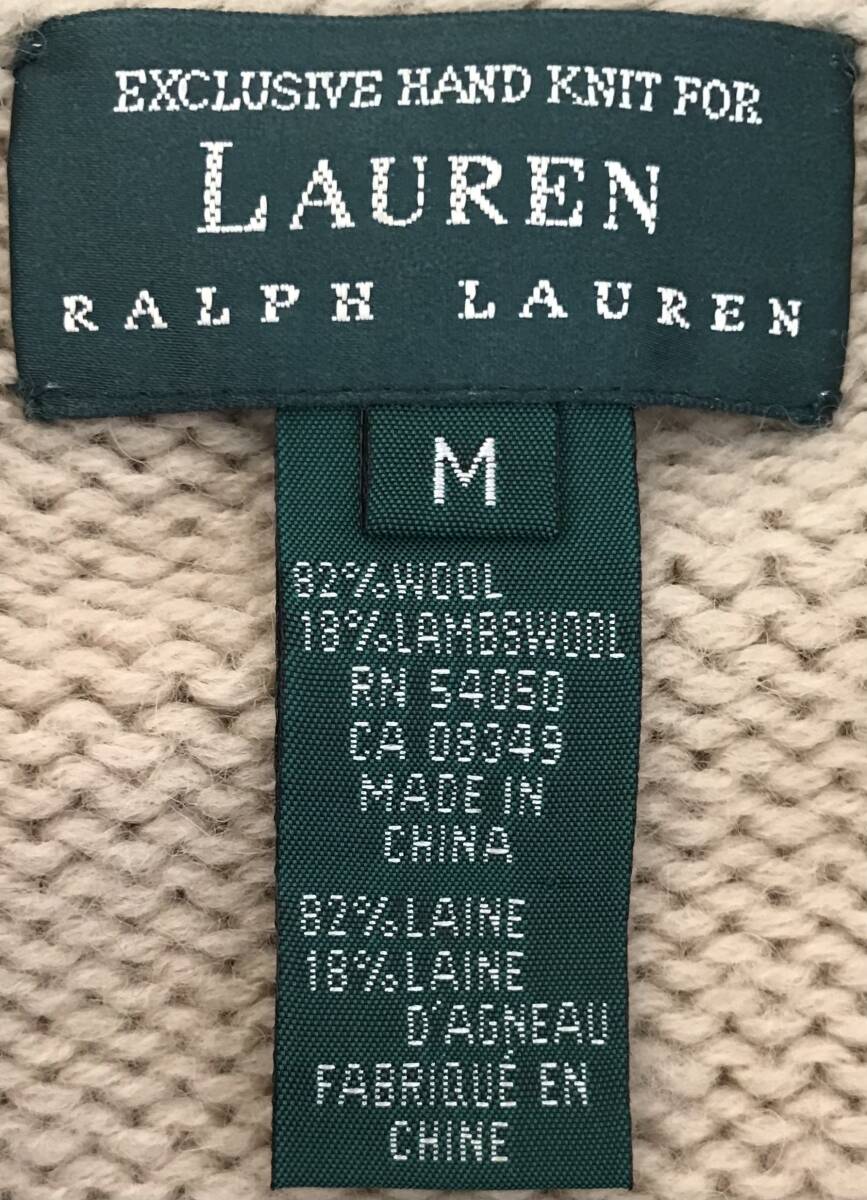 EXCLUSIVE HAND KNIT FOR
LAUREN
RALPH LAUREN
M
82%WOOL
18%LAMBSWOOL
RN 54050
CA 08349
MADE IN
CHINA
82%LAINE
18%LAINE
D'AGNEAU
FABRIQUÉ EN
CHINE